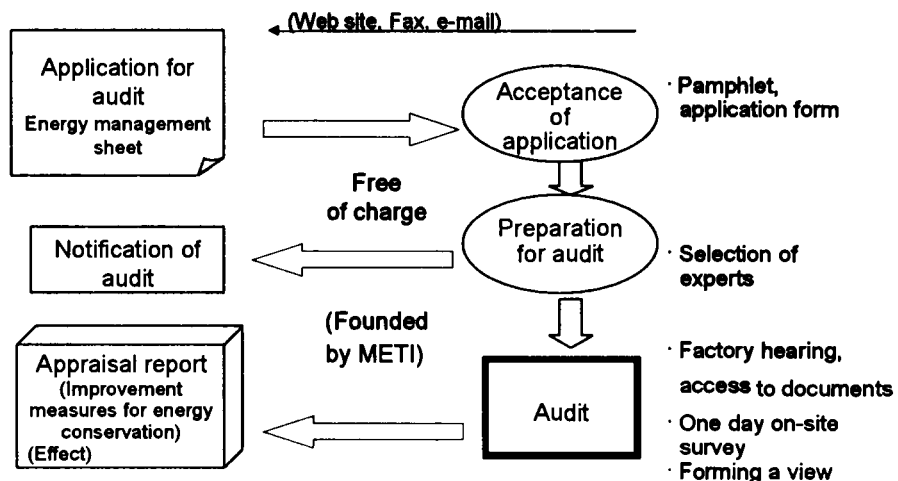 (Web site, Fax, e-mail)
Application for
audit
Energy management
sheet
Acceptance
of
application
· Pamphlet,
application form
Free
of charge
Notification of
audit
Preparation
for audit
· Selection of
experts
(Founded
by METI)
Appraisal report
(Improvement
measures for energy
conservation)
(Effect)
Audit
· Factory hearing,
access to documents
· One day on-site
survey
· Forming a view